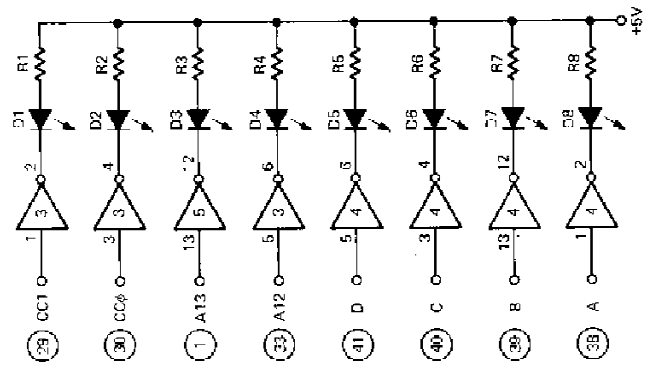 +5V
R1 R2 R3 R4 R5 R6 R7 R8
D1 D2 D3 D4 D5 D6 D7 D8
2 4 12 6 6 4 12 2
3 3 5 3 4 4 4 4
1 3 13 5 5 3 13 1
CC1 CCϕ A13 A12 D C B A
29 30 1 33 41 40 39 38